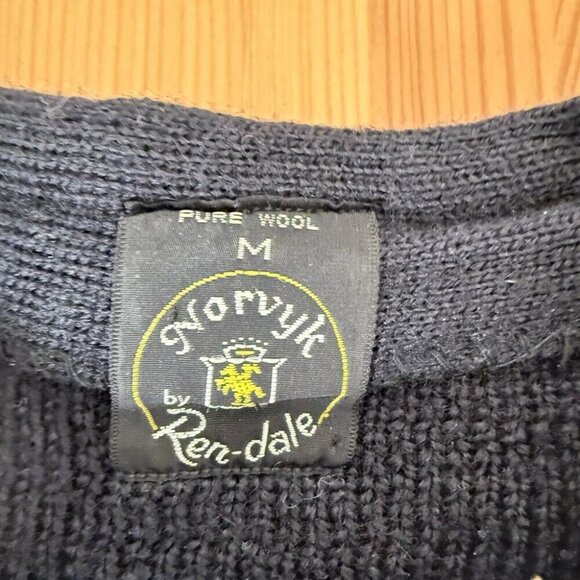 PURE WOOL
M
Norvyk
by
Ren-dale